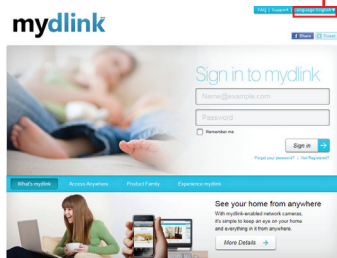 FAQ | Support | Language: English
mydlink
Share Tweet
Sign in to mydlink
Name@example.com
Password
Remember me
Sign in
Forgot your password? | Not Registered?
What's mydlink Access Anywhere Product Family Experience mydlink
See your home from anywhere
With mydlink-enabled network cameras,
it's simple to keep an eye on your home
and everything in it from anywhere.
More Details